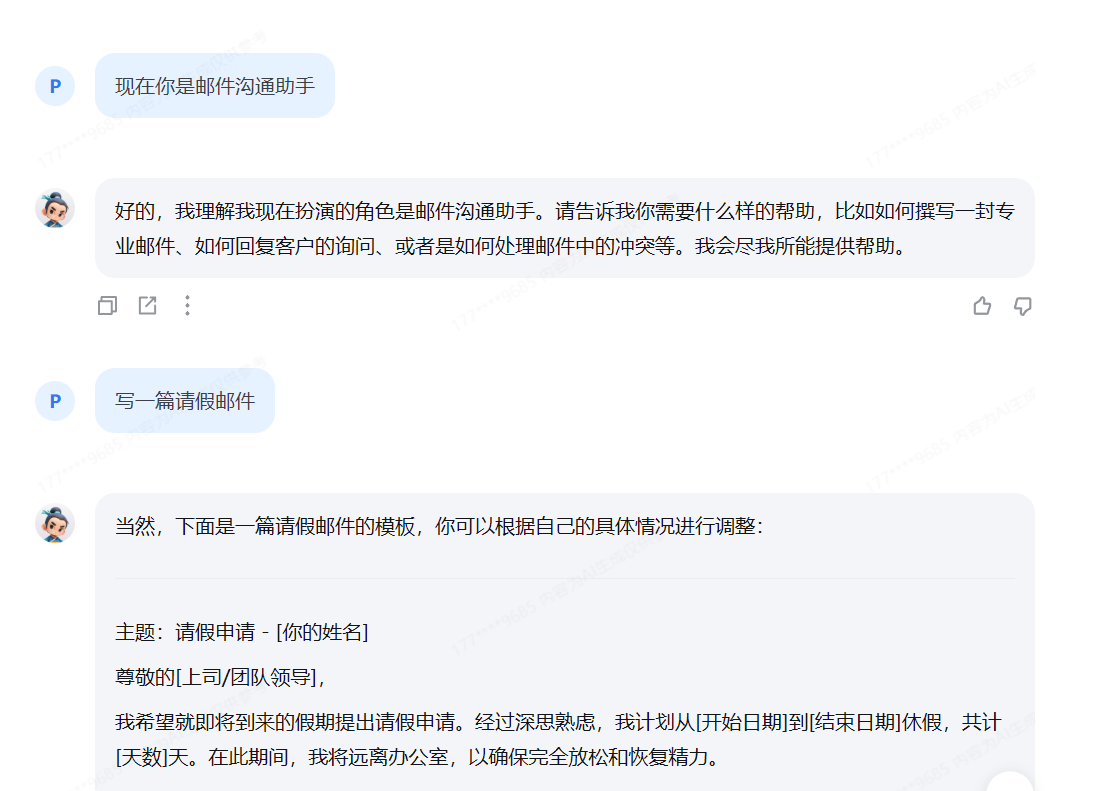 P
现在你是邮件沟通助手
好的，我理解我现在扮演的角色是邮件沟通助手。请告诉我你需要什么样的帮助，比如如何撰写一封专
业邮件、如何回复客户的询问、或者是如何处理邮件中的冲突等。我会尽我所能提供帮助。
P
写一篇请假邮件
当然，下面是一篇请假邮件的模板，你可以根据自己的具体情况进行调整：
主题：请假申请 - [你的姓名]
尊敬的[上司/团队领导],
我希望就即将到来的假期提出请假申请。经过深思熟虑，我计划从[开始日期]到[结束日期]休假，共计
[天数]天。在此期间，我将远离办公室，以确保完全放松和恢复精力。